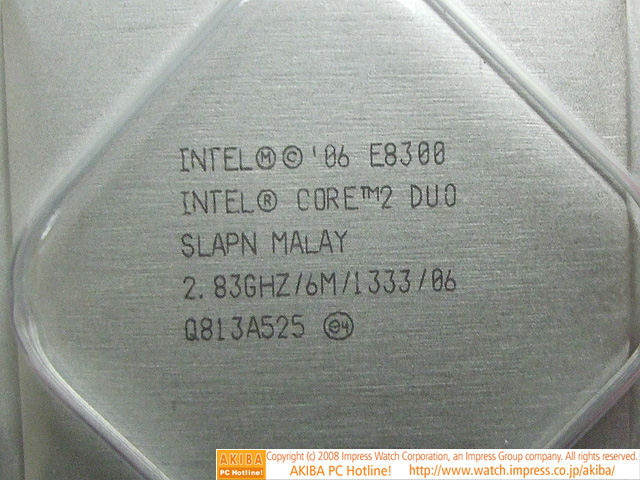 INTELⓂ© '06 E8300
INTEL® CORE™2 DUO
SLAPN MALAY
2.83GHZ/6M/1333/06
Q813A525 e4
AKIBA PC Hotline!
Copyright (c) 2008 Impress Watch Corporation, an Impress Group company. All rights reserved.
AKIBA PC Hotline! http://www.watch.impress.co.jp/akiba/